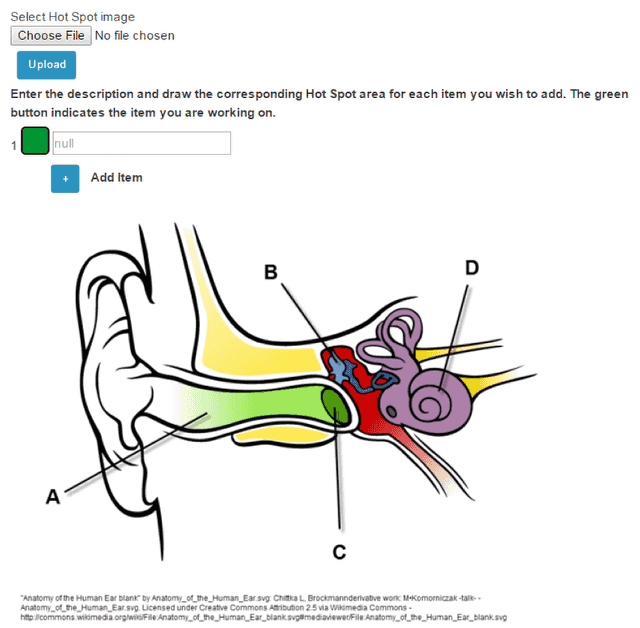 Select Hot Spot image
Choose File No file chosen
Upload
Enter the description and draw the corresponding Hot Spot area for each item you wish to add. The green
button indicates the item you are working on.
1 null
+ Add Item
B
D
A
C
"Anatomy of the Human Ear blank" by Anatomy_of_the_Human_Ear.svg: Chittka L, Brockmannderivative work: M•Komorniczak -talk- -
Anatomy_of_the_Human_Ear.svg. Licensed under Creative Commons Attribution 2.5 via Wikimedia Commons -
http://commons.wikimedia.org/wiki/File:Anatomy_of_the_Human_Ear_blank.svg#mediaviewer/File:Anatomy_of_the_Human_Ear_blank.svg